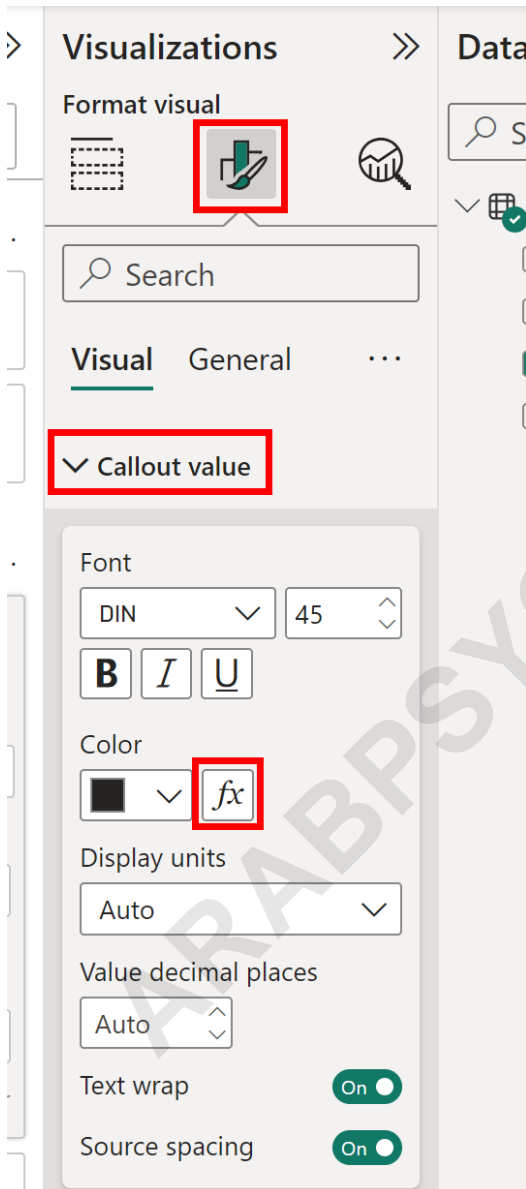 Visualizations
Data
Format visual
S
Search
Visual General ...
Callout value
Font
DIN 45
B I U
Color
fx
Display units
Auto
Value decimal places
Auto
Text wrap On
Source spacing On
ARABPSYC